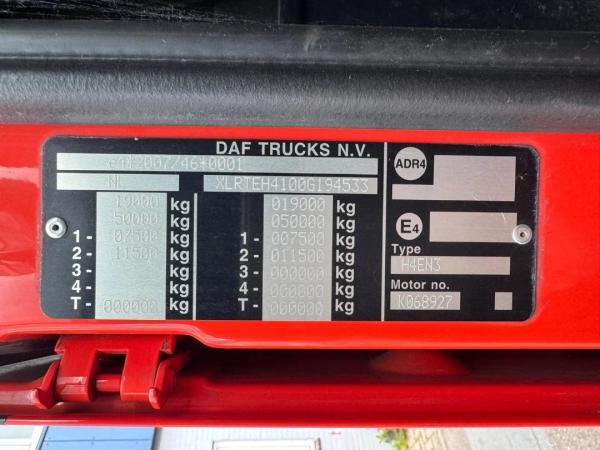 DAF TRUCKS N.V.
e4*2007/46*0001
NL XLRTEH4100G194533
19000 kg 019000 kg
50000 kg 050000 kg
1- 07500 kg 1- 007500 kg
2- 11500 kg 2- 011500 kg
3- kg 3- 000000 kg
4- kg 4- 000000 kg
T- 000000 kg T- 000000 kg
ADR4
E4
Type
H4EN3
Motor no.
K068927